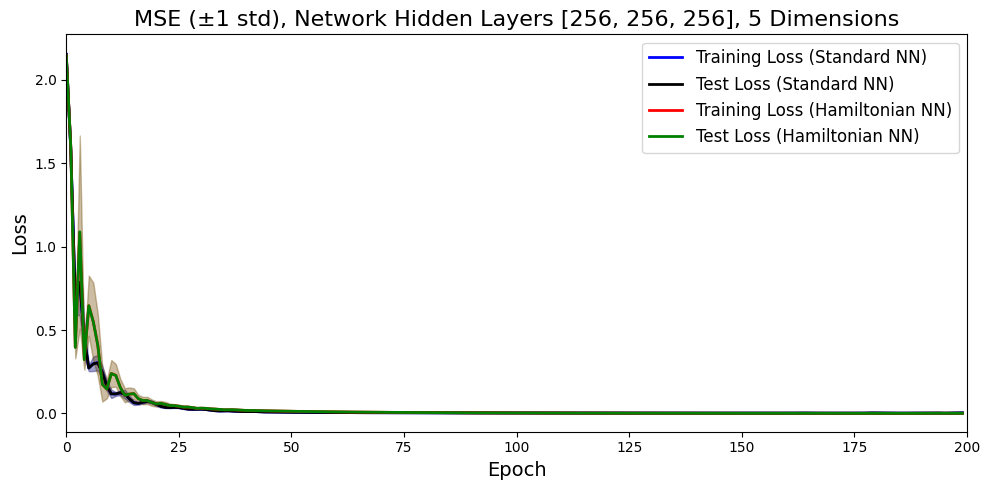 MSE (±1 std), Network Hidden Layers [256, 256, 256], 5 Dimensions
Training Loss (Standard NN)
Test Loss (Standard NN)
Training Loss (Hamiltonian NN)
Test Loss (Hamiltonian NN)
Loss
2.0
1.5
1.0
0.5
0.0
0 25 50 75 100 125 150 175 200
Epoch